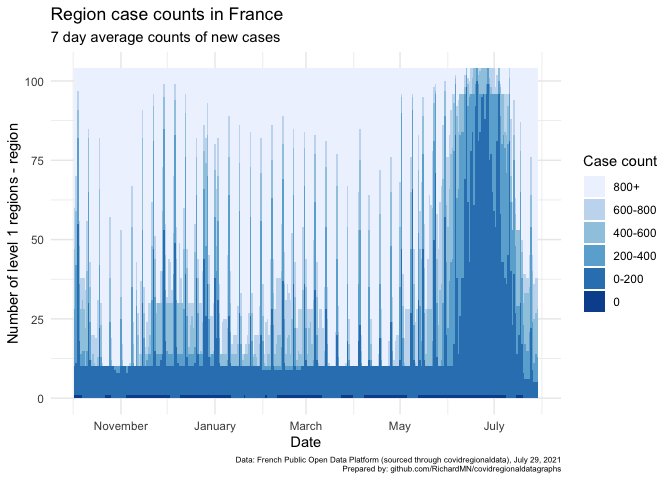 Region case counts in France
7 day average counts of new cases
Number of level 1 regions - region
100
75
50
25
0
November
January
March
May
July
Date
Case count
800+
600-800
400-600
200-400
0-200
0
Data: French Public Open Data Platform (sourced through covidregionaldata), July 29, 2021
Prepared by: github.com/RichardMN/covidregionaldatagraphs